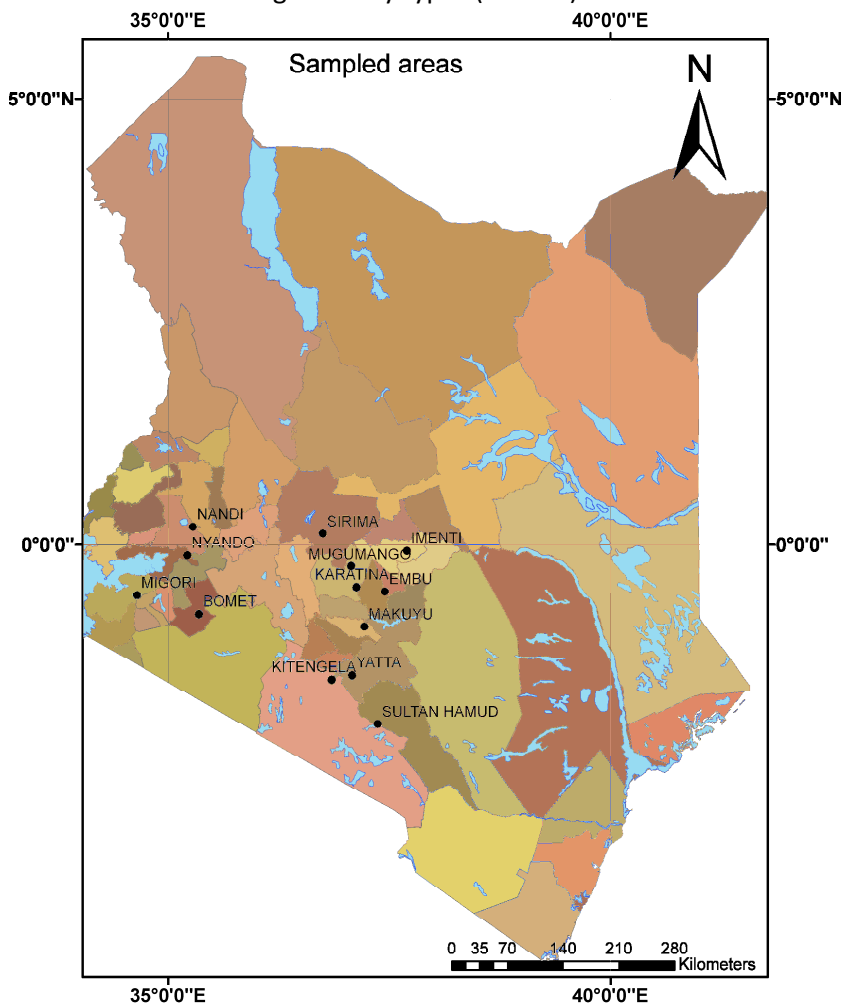 35°0'0"E 40°0'0"E
Sampled areas
N
5°0'0"N 5°0'0"N
NANDI
SIRIMA
0°0'0" 0°0'0"
NYANDO
IMENTI
MUGUMANGO
KARATINA
EMBU
MIGORI
BOMET
MAKUYU
KITENGELA
YATTA
SULTAN HAMUD
0 35 70 140 210 280
Kilometers
35°0'0"E 40°0'0"E